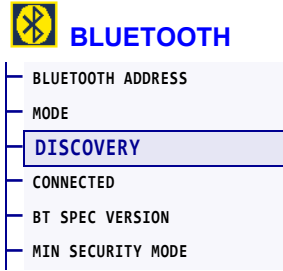 BLUETOOTH
BLUETOOTH ADDRESS
MODE
DISCOVERY
CONNECTED
BT SPEC VERSION
MIN SECURITY MODE